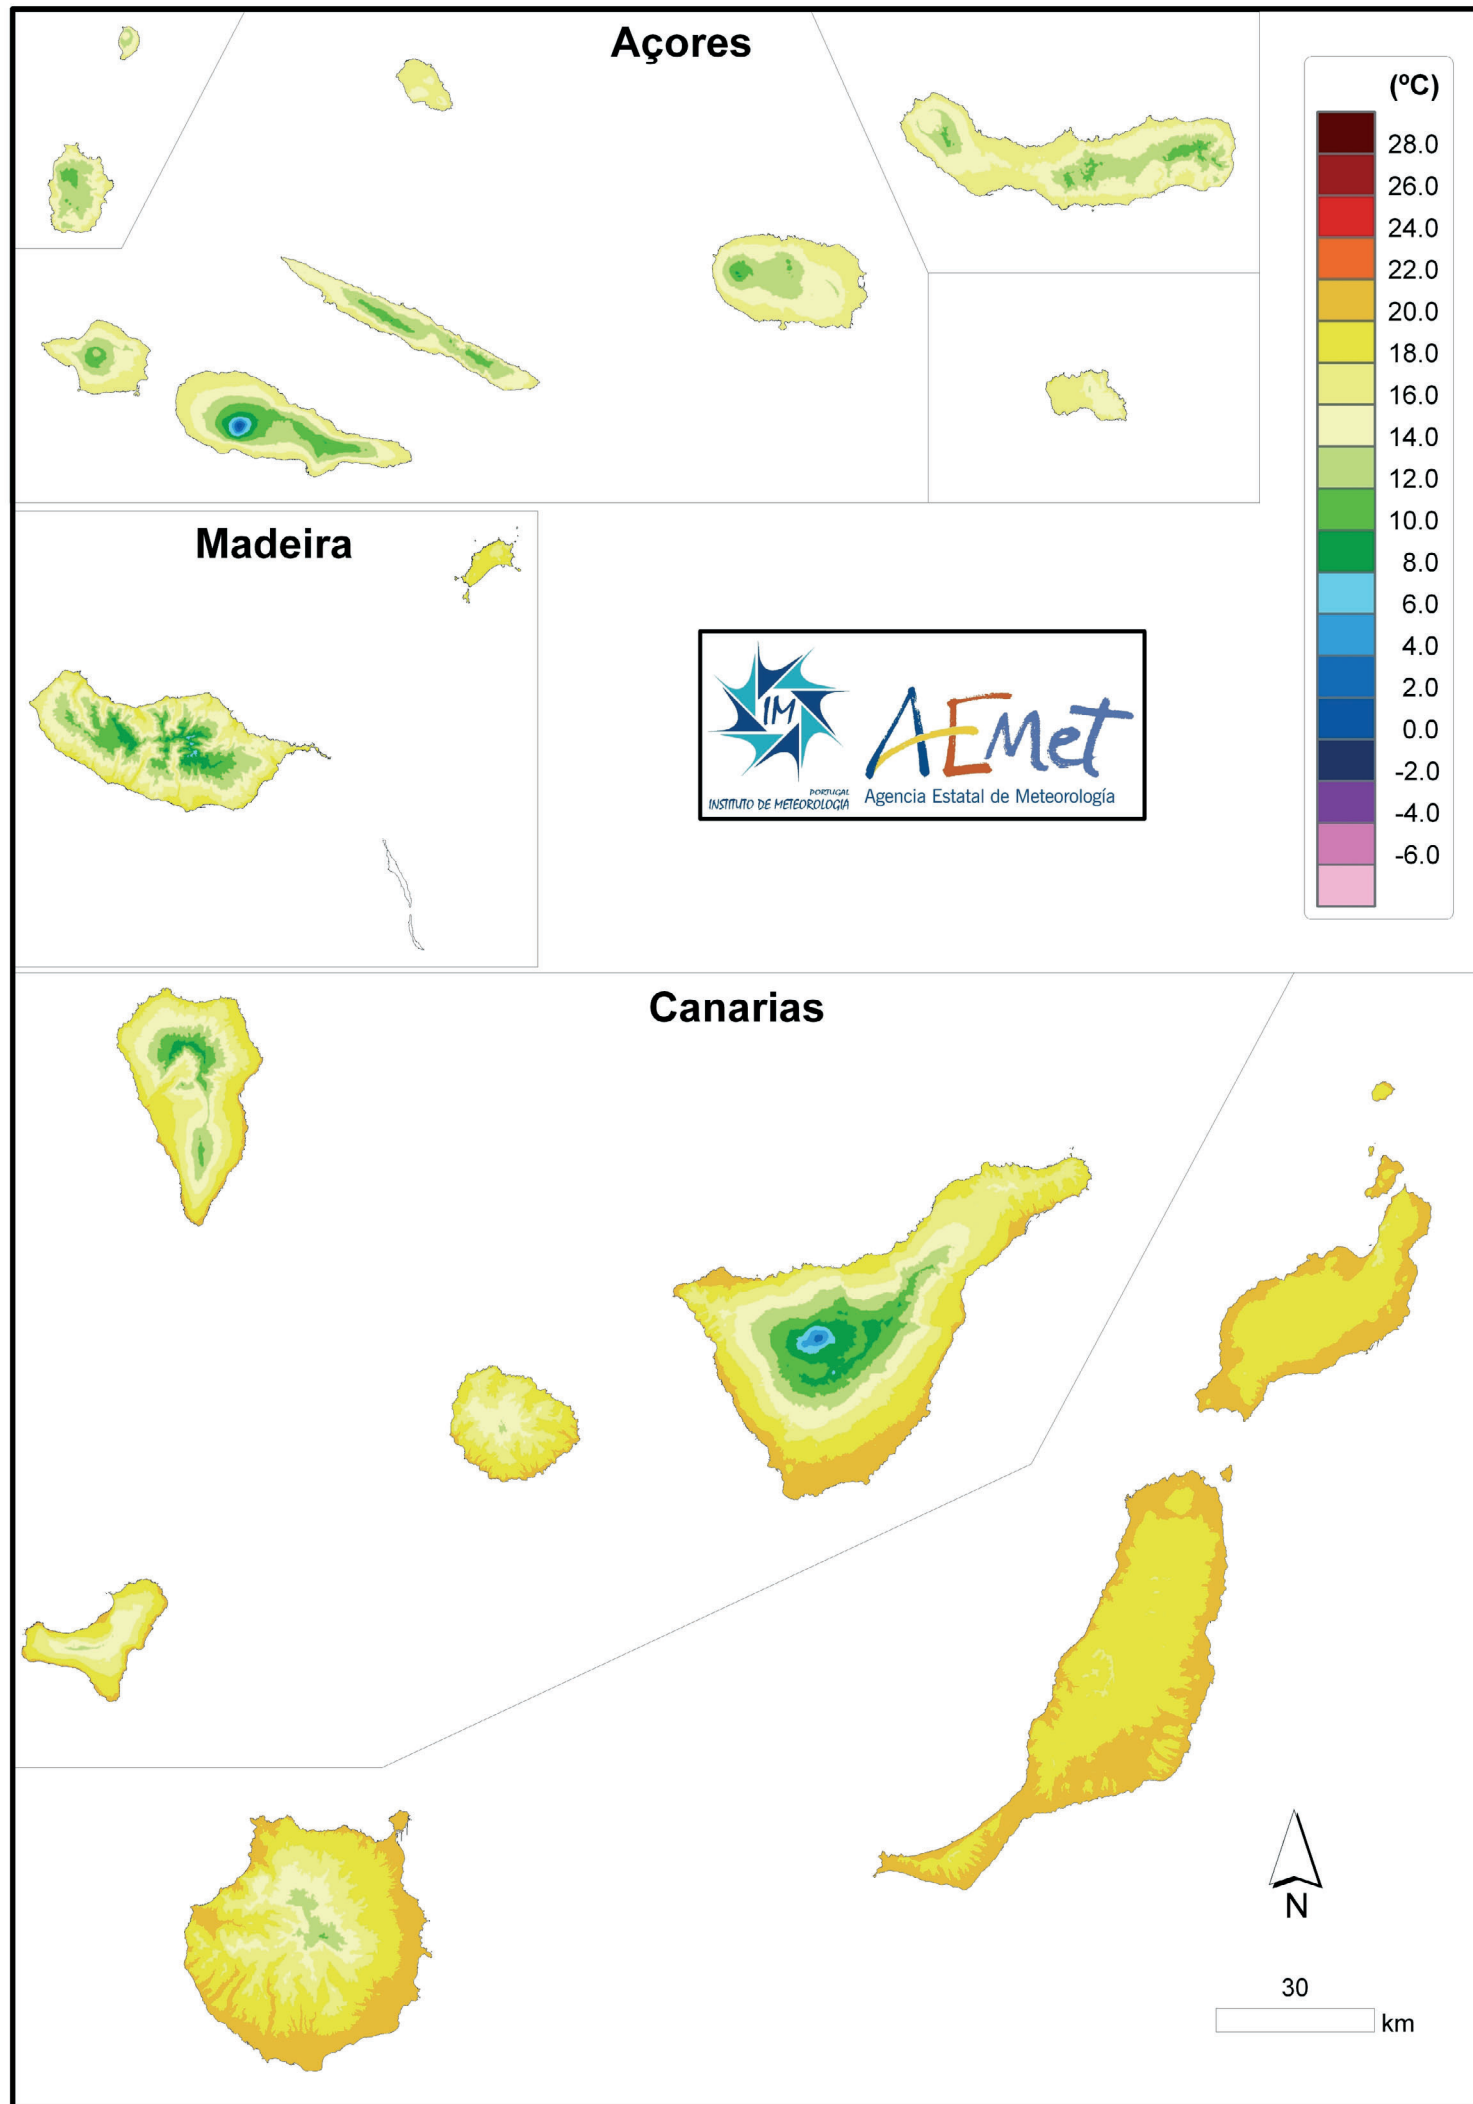 Açores
(ºC)
28.0
26.0
24.0
22.0
20.0
18.0
16.0
14.0
12.0
10.0
8.0
6.0
4.0
2.0
0.0
-2.0
-4.0
-6.0
Madeira
IM
PORTUGAL
INSTITUTO DE METEOROLOGIA
AEMet
Agencia Estatal de Meteorología
Canarias
N
30
km